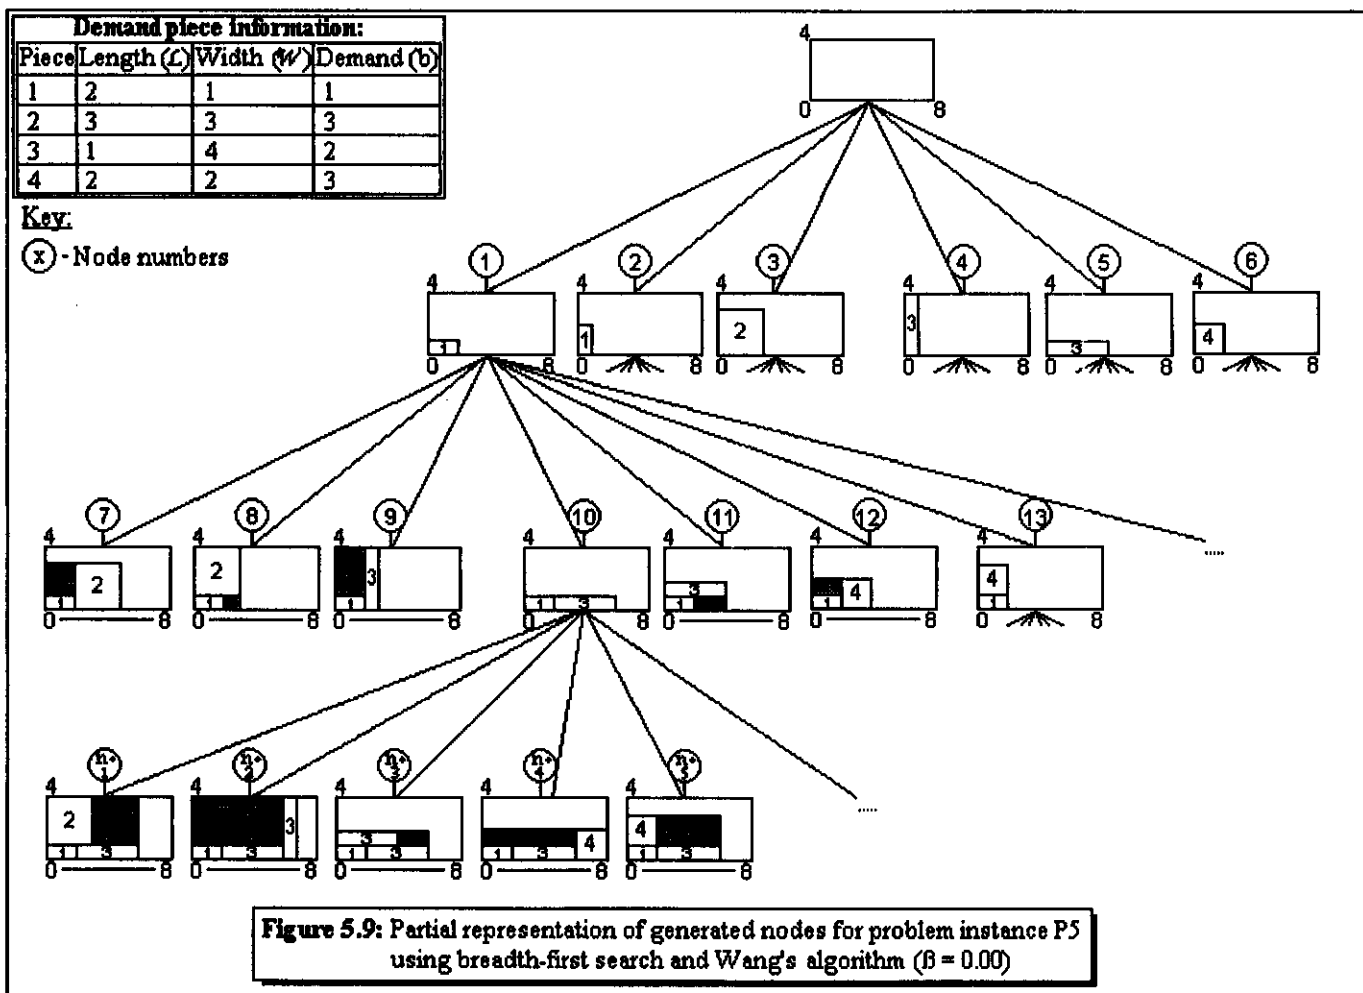 Demand piece information:
Piece Length (L) Width (W) Demand (b)
1 2 1 1
2 3 3 3
3 1 4 2
4 2 2 3
Key:
x - Node numbers
4
0 8
1 2 3 4 5 6
4 4 4 4 4 4
1 1 2 3 3 4
0 8 0 8 0 8 0 8 0 8 0 8
7 8 9 10 11 12 13
4 4 4 4 4 4 4
2 2 3 3 4 4
1 1 1 1 3 1 1 1
0 8 0 8 0 8 0 8 0 8 0 8 0 8
.....
n+1 n+2 n+3 n+4 n+5
4 4 4 4 4
2 3 3 4 4
1 3 1 3 1 3 1 3 1 3
0 8 0 8 0 8 0 8 0 8
.....
Figure 5.9: Partial representation of generated nodes for problem instance P5
using breadth-first search and Wang's algorithm (β = 0.00)